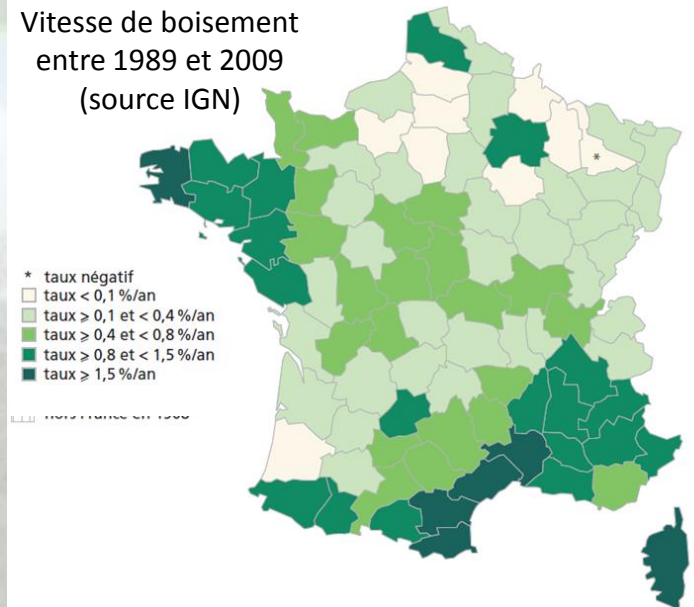 Vitesse de boisement
entre 1989 et 2009
(source IGN)
*
* taux négatif
taux < 0,1 %/an
taux ⩾ 0,1 et < 0,4 %/an
taux ⩾ 0,4 et < 0,8 %/an
taux ⩾ 0,8 et < 1,5 %/an
taux ⩾ 1,5 %/an